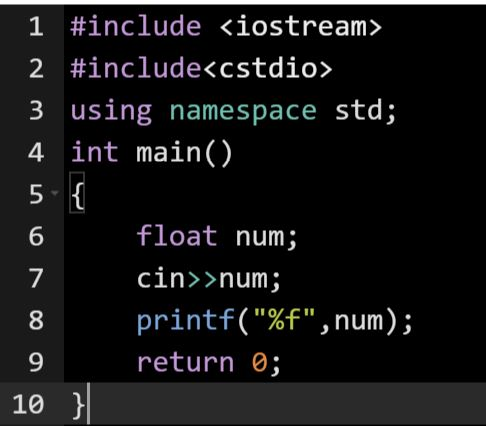 1 #include <iostream>
2 #include<cstdio>
3 using namespace std;
4 int main()
5 {
6     float num;
7     cin>>num;
8     printf("%f",num);
9     return 0;
10 }